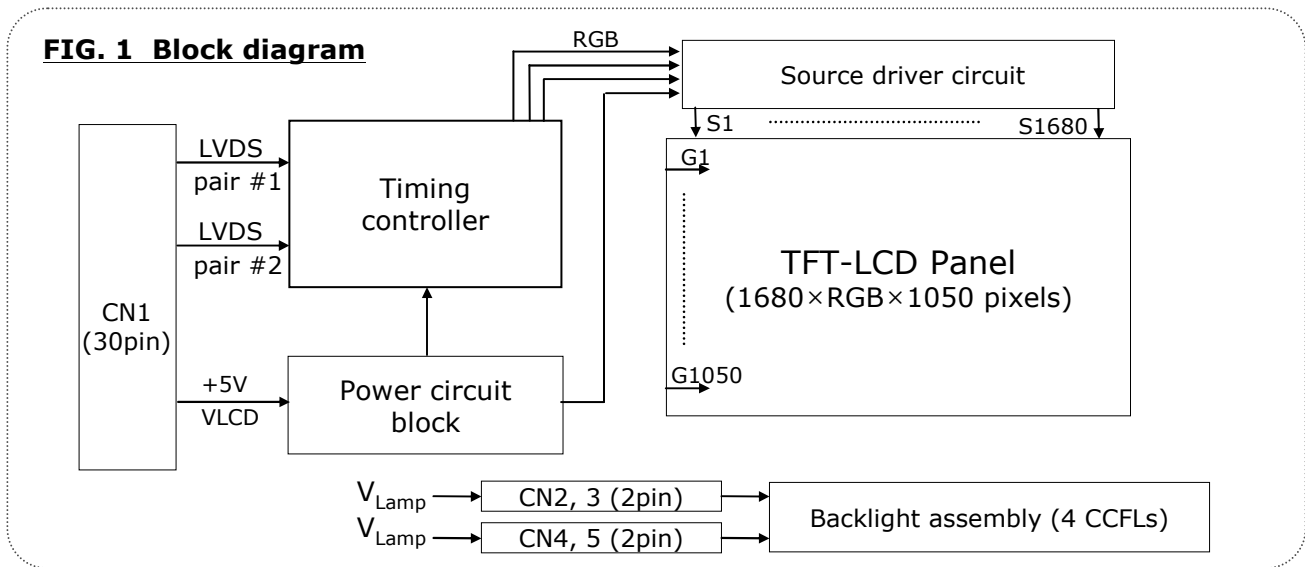 FIG. 1 Block diagram
RGB
Source driver circuit
S1
S1680
CN1
(30pin)
LVDS
pair #1
LVDS
pair #2
+5V
VLCD
Timing
controller
Power circuit
block
G1
G1050
TFT-LCD Panel
(1680×RGB×1050 pixels)
VLamp
CN2, 3 (2pin)
VLamp
CN4, 5 (2pin)
Backlight assembly (4 CCFLs)